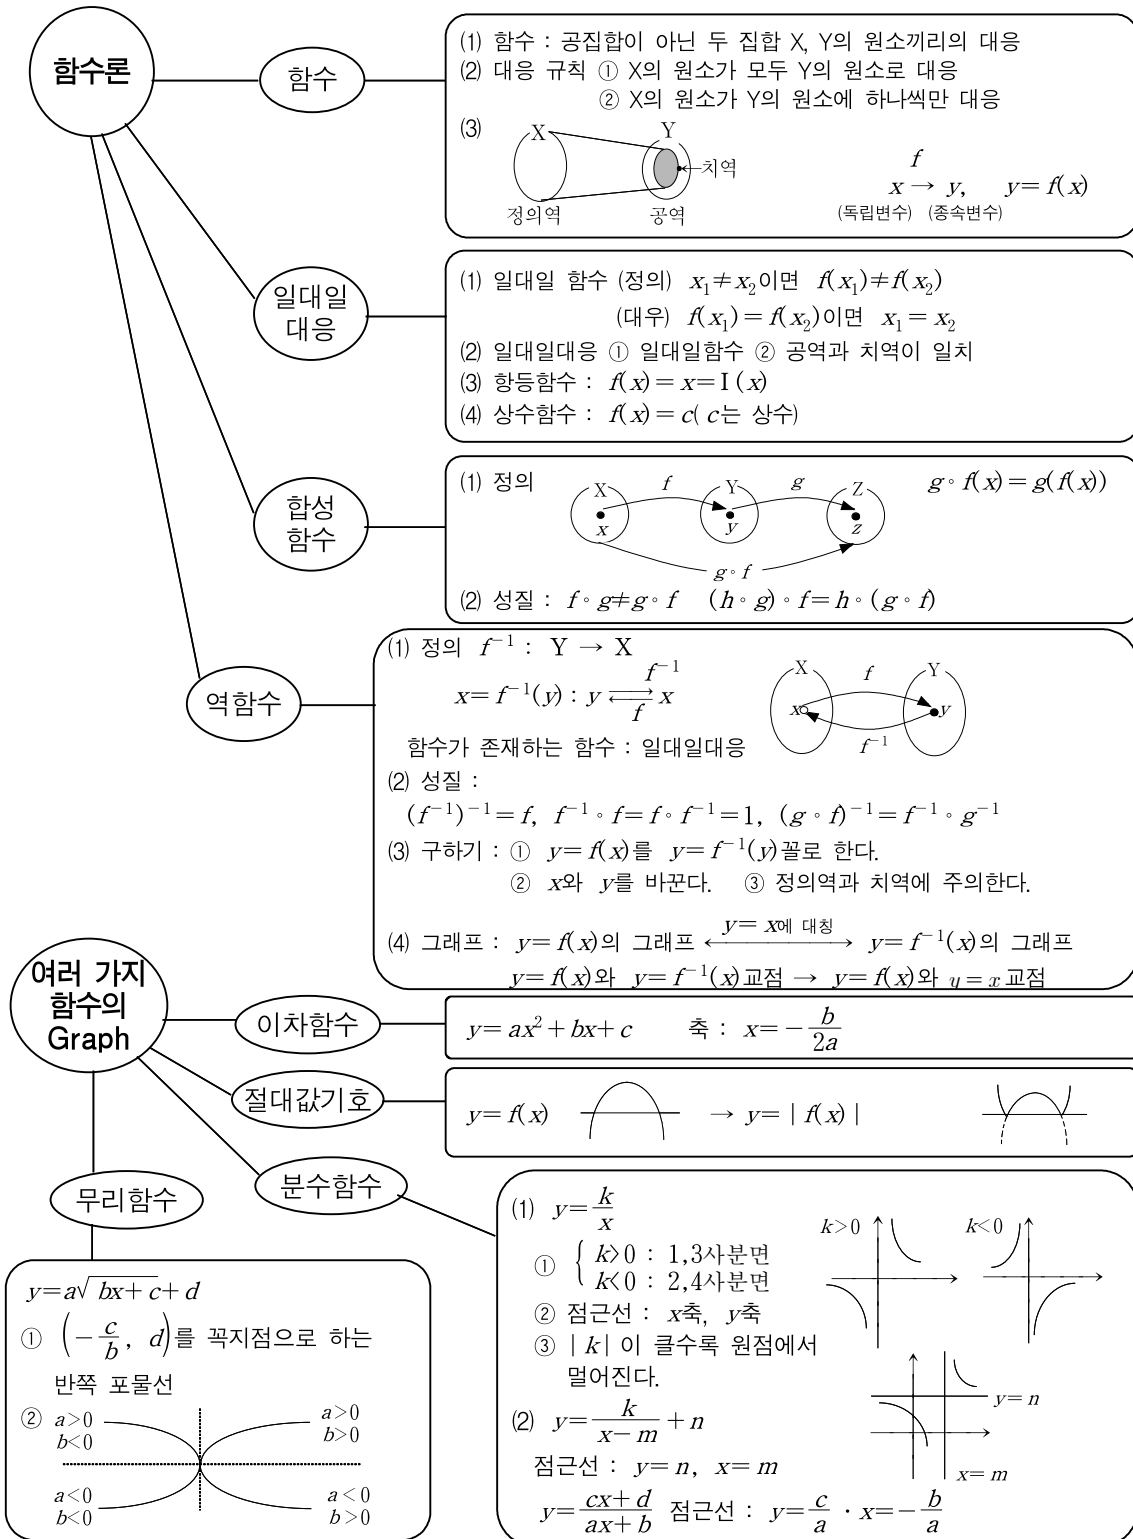 함수론
함수
(1) 함수 : 공집합이 아닌 두 집합 X, Y의 원소끼리의 대응
(2) 대응 규칙 ① X의 원소가 모두 Y의 원소로 대응
② X의 원소가 Y의 원소에 하나씩만 대응
(3)
X Y
치역
정의역 공역
f
x → y, y=f(x)
(독립변수) (종속변수)
일대일
대응
(1) 일대일 함수 (정의) x₁≠x₂이면 f(x₁)≠f(x₂)
(대우) f(x₁)=f(x₂)이면 x₁=x₂
(2) 일대일대응 ① 일대일함수 ② 공역과 치역이 일치
(3) 항등함수 : f(x)=x=I(x)
(4) 상수함수 : f(x)=c( c는 상수)
합성
함수
(1) 정의
X f Y g Z
x y z
g∘f
g∘f(x)=g(f(x))
(2) 성질 : f∘g≠g∘f (h∘g)∘f=h∘(g∘f)
역함수
(1) 정의 f⁻¹ : Y → X
f⁻¹
x=f⁻¹(y) : y ⇄ x
f
X f Y
x y
f⁻¹
함수가 존재하는 함수 : 일대일대응
(2) 성질 :
(f⁻¹)⁻¹=f, f⁻¹∘f=f∘f⁻¹=1, (g∘f)⁻¹=f⁻¹∘g⁻¹
(3) 구하기 : ① y=f(x)를 y=f⁻¹(y)꼴로 한다.
② x와 y를 바꾼다. ③ 정의역과 치역에 주의한다.
y=x에 대칭
(4) 그래프 : y=f(x)의 그래프 ⟷ y=f⁻¹(x)의 그래프
y=f(x)와 y=f⁻¹(x)교점 → y=f(x)와 y=x교점
여러 가지
함수의
Graph
이차함수
y=ax²+bx+c 축 : x=-b/2a
절대값기호
y=f(x) → y=|f(x)|
분수함수
(1) y=k/x
① { k>0 : 1,3사분면
k<0 : 2,4사분면
② 점근선 : x축, y축
③ |k|이 클수록 원점에서
멀어진다.
k>0 k<0
(2) y=k/(x-m)+n
점근선 : y=n, x=m
y=n
x=m
y=(cx+d)/(ax+b) 점근선 : y=c/a · x=-b/a
무리함수
y=a√(bx+c)+d
① (-c/b, d)를 꼭지점으로 하는
반쪽 포물선
②
a>0 a>0
b<0 b>0
a<0 a<0
b<0 b>0